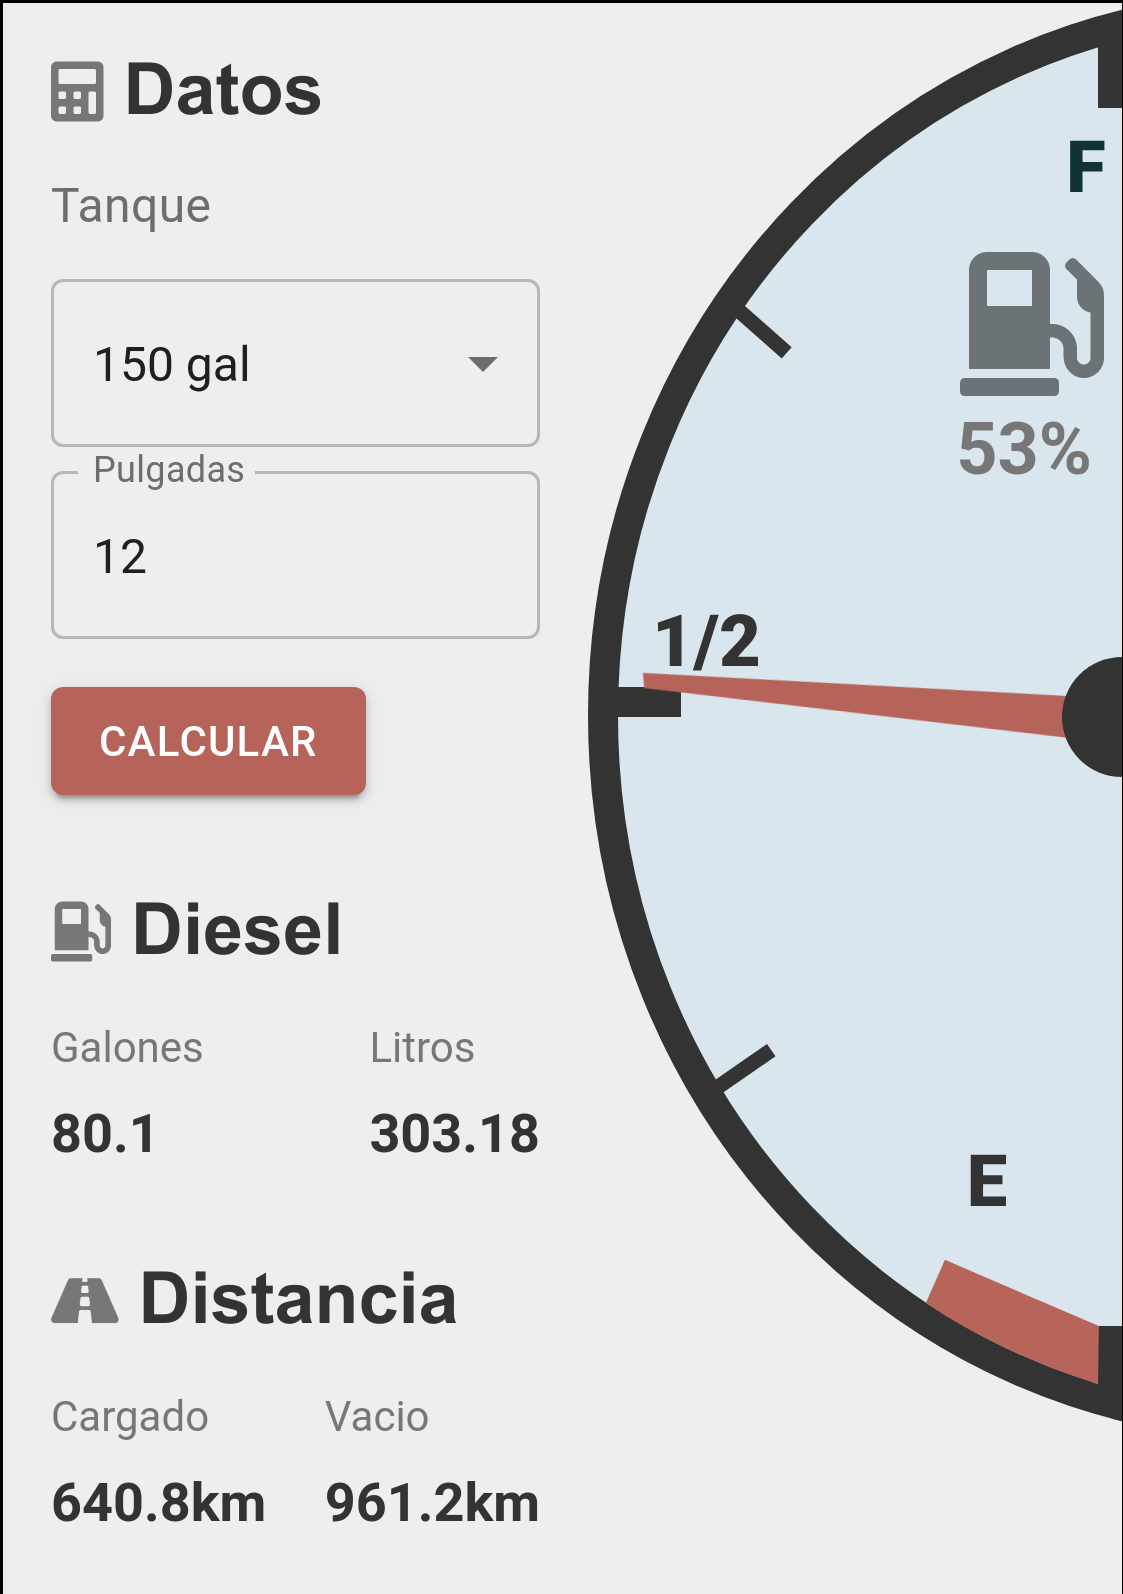 Datos
Tanque
150 gal
Pulgadas
12
CALCULAR
Diesel
Galones Litros
80.1 303.18
Distancia
Cargado Vacio
640.8km 961.2km
F
53%
1/2
E